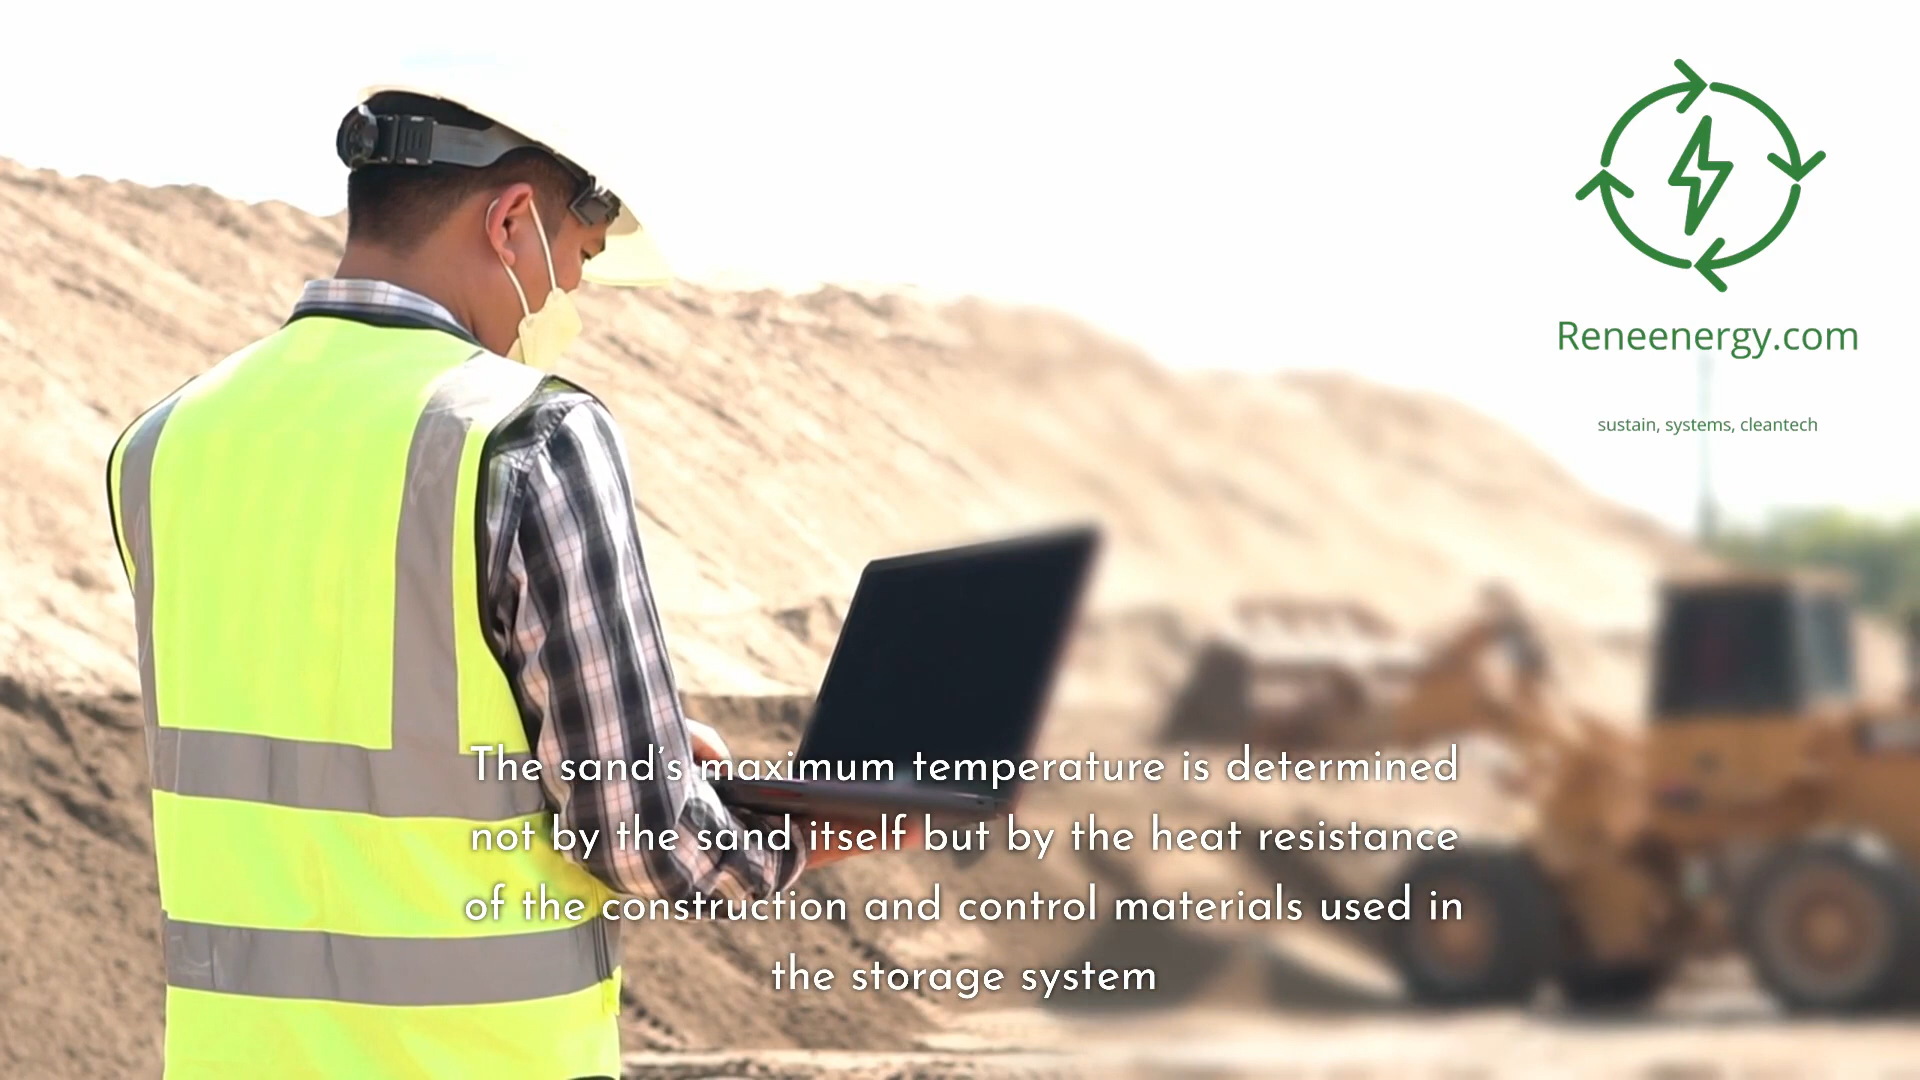 Reneenergy.com
sustain, systems, cleantech
The sand’s maximum temperature is determined
not by the sand itself but by the heat resistance
of the construction and control materials used in
the storage system